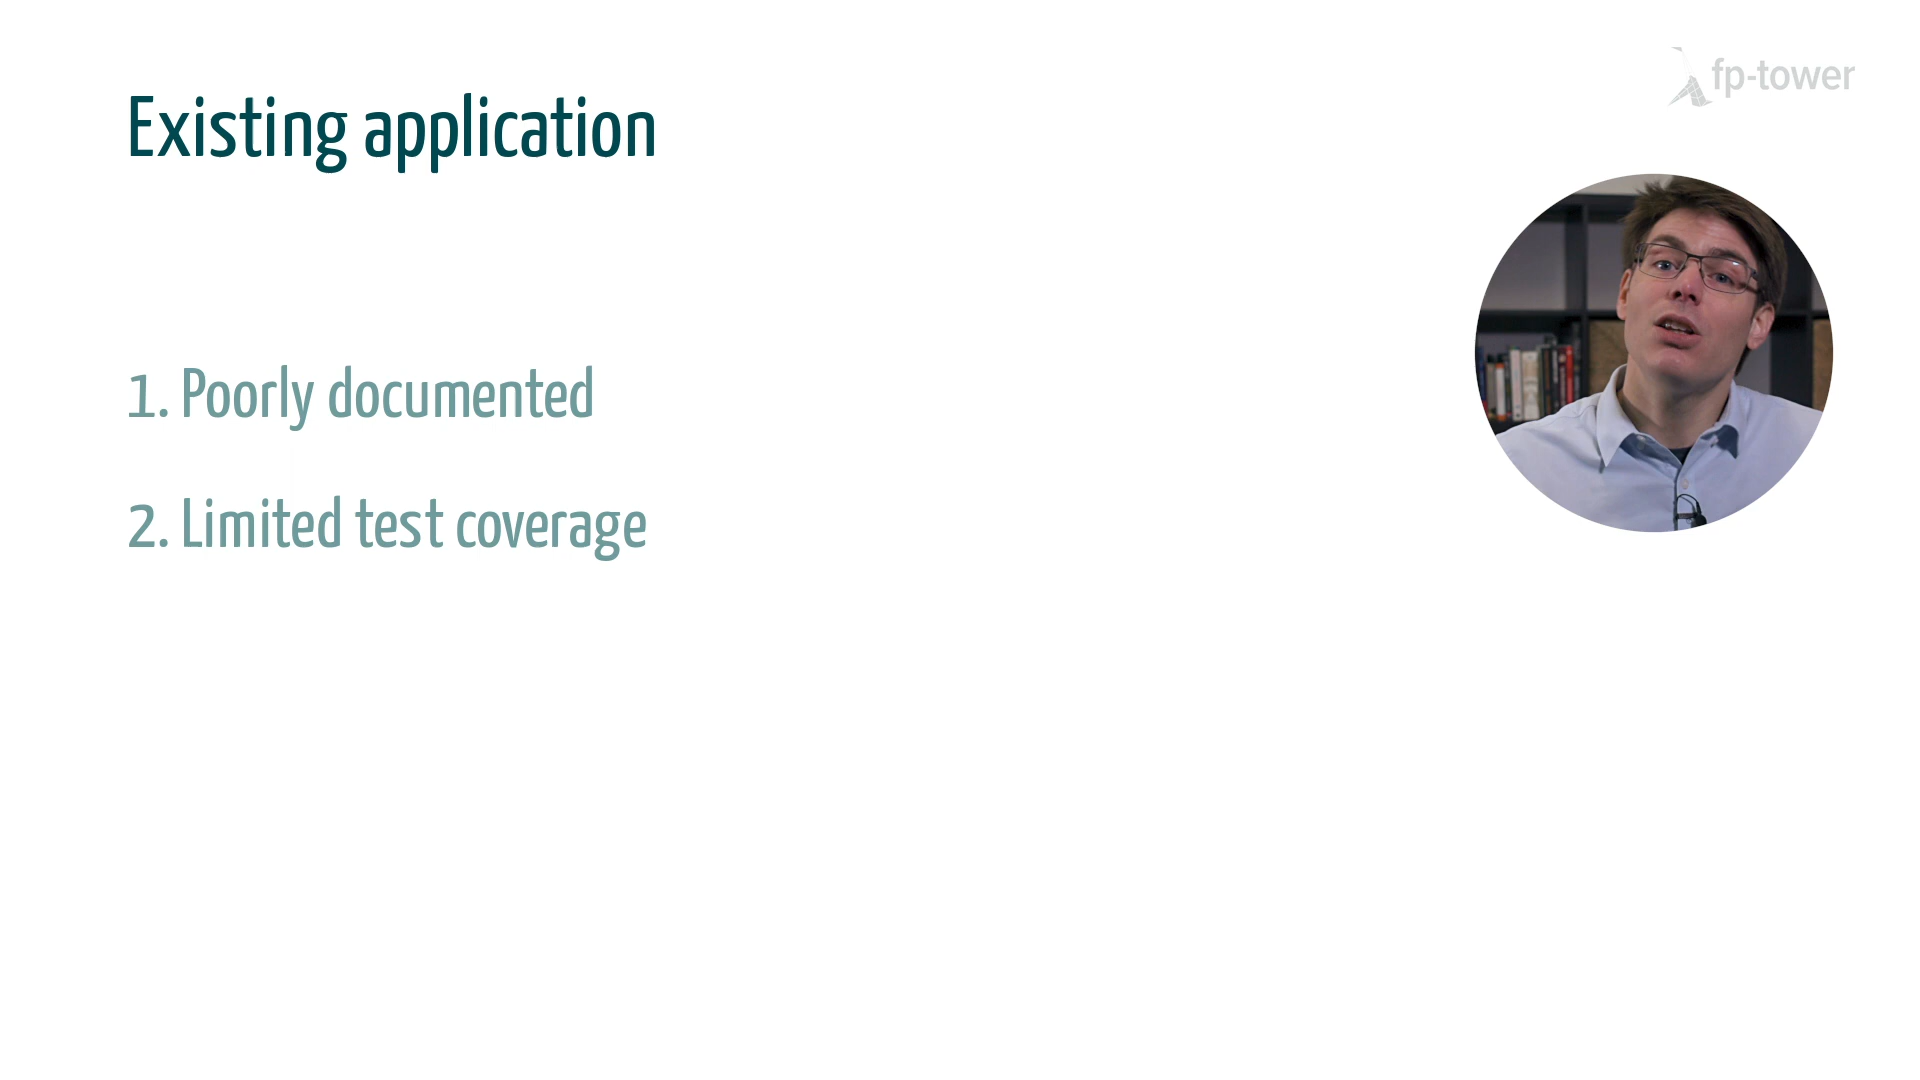 fp-tower
Existing application
1. Poorly documented
2. Limited test coverage